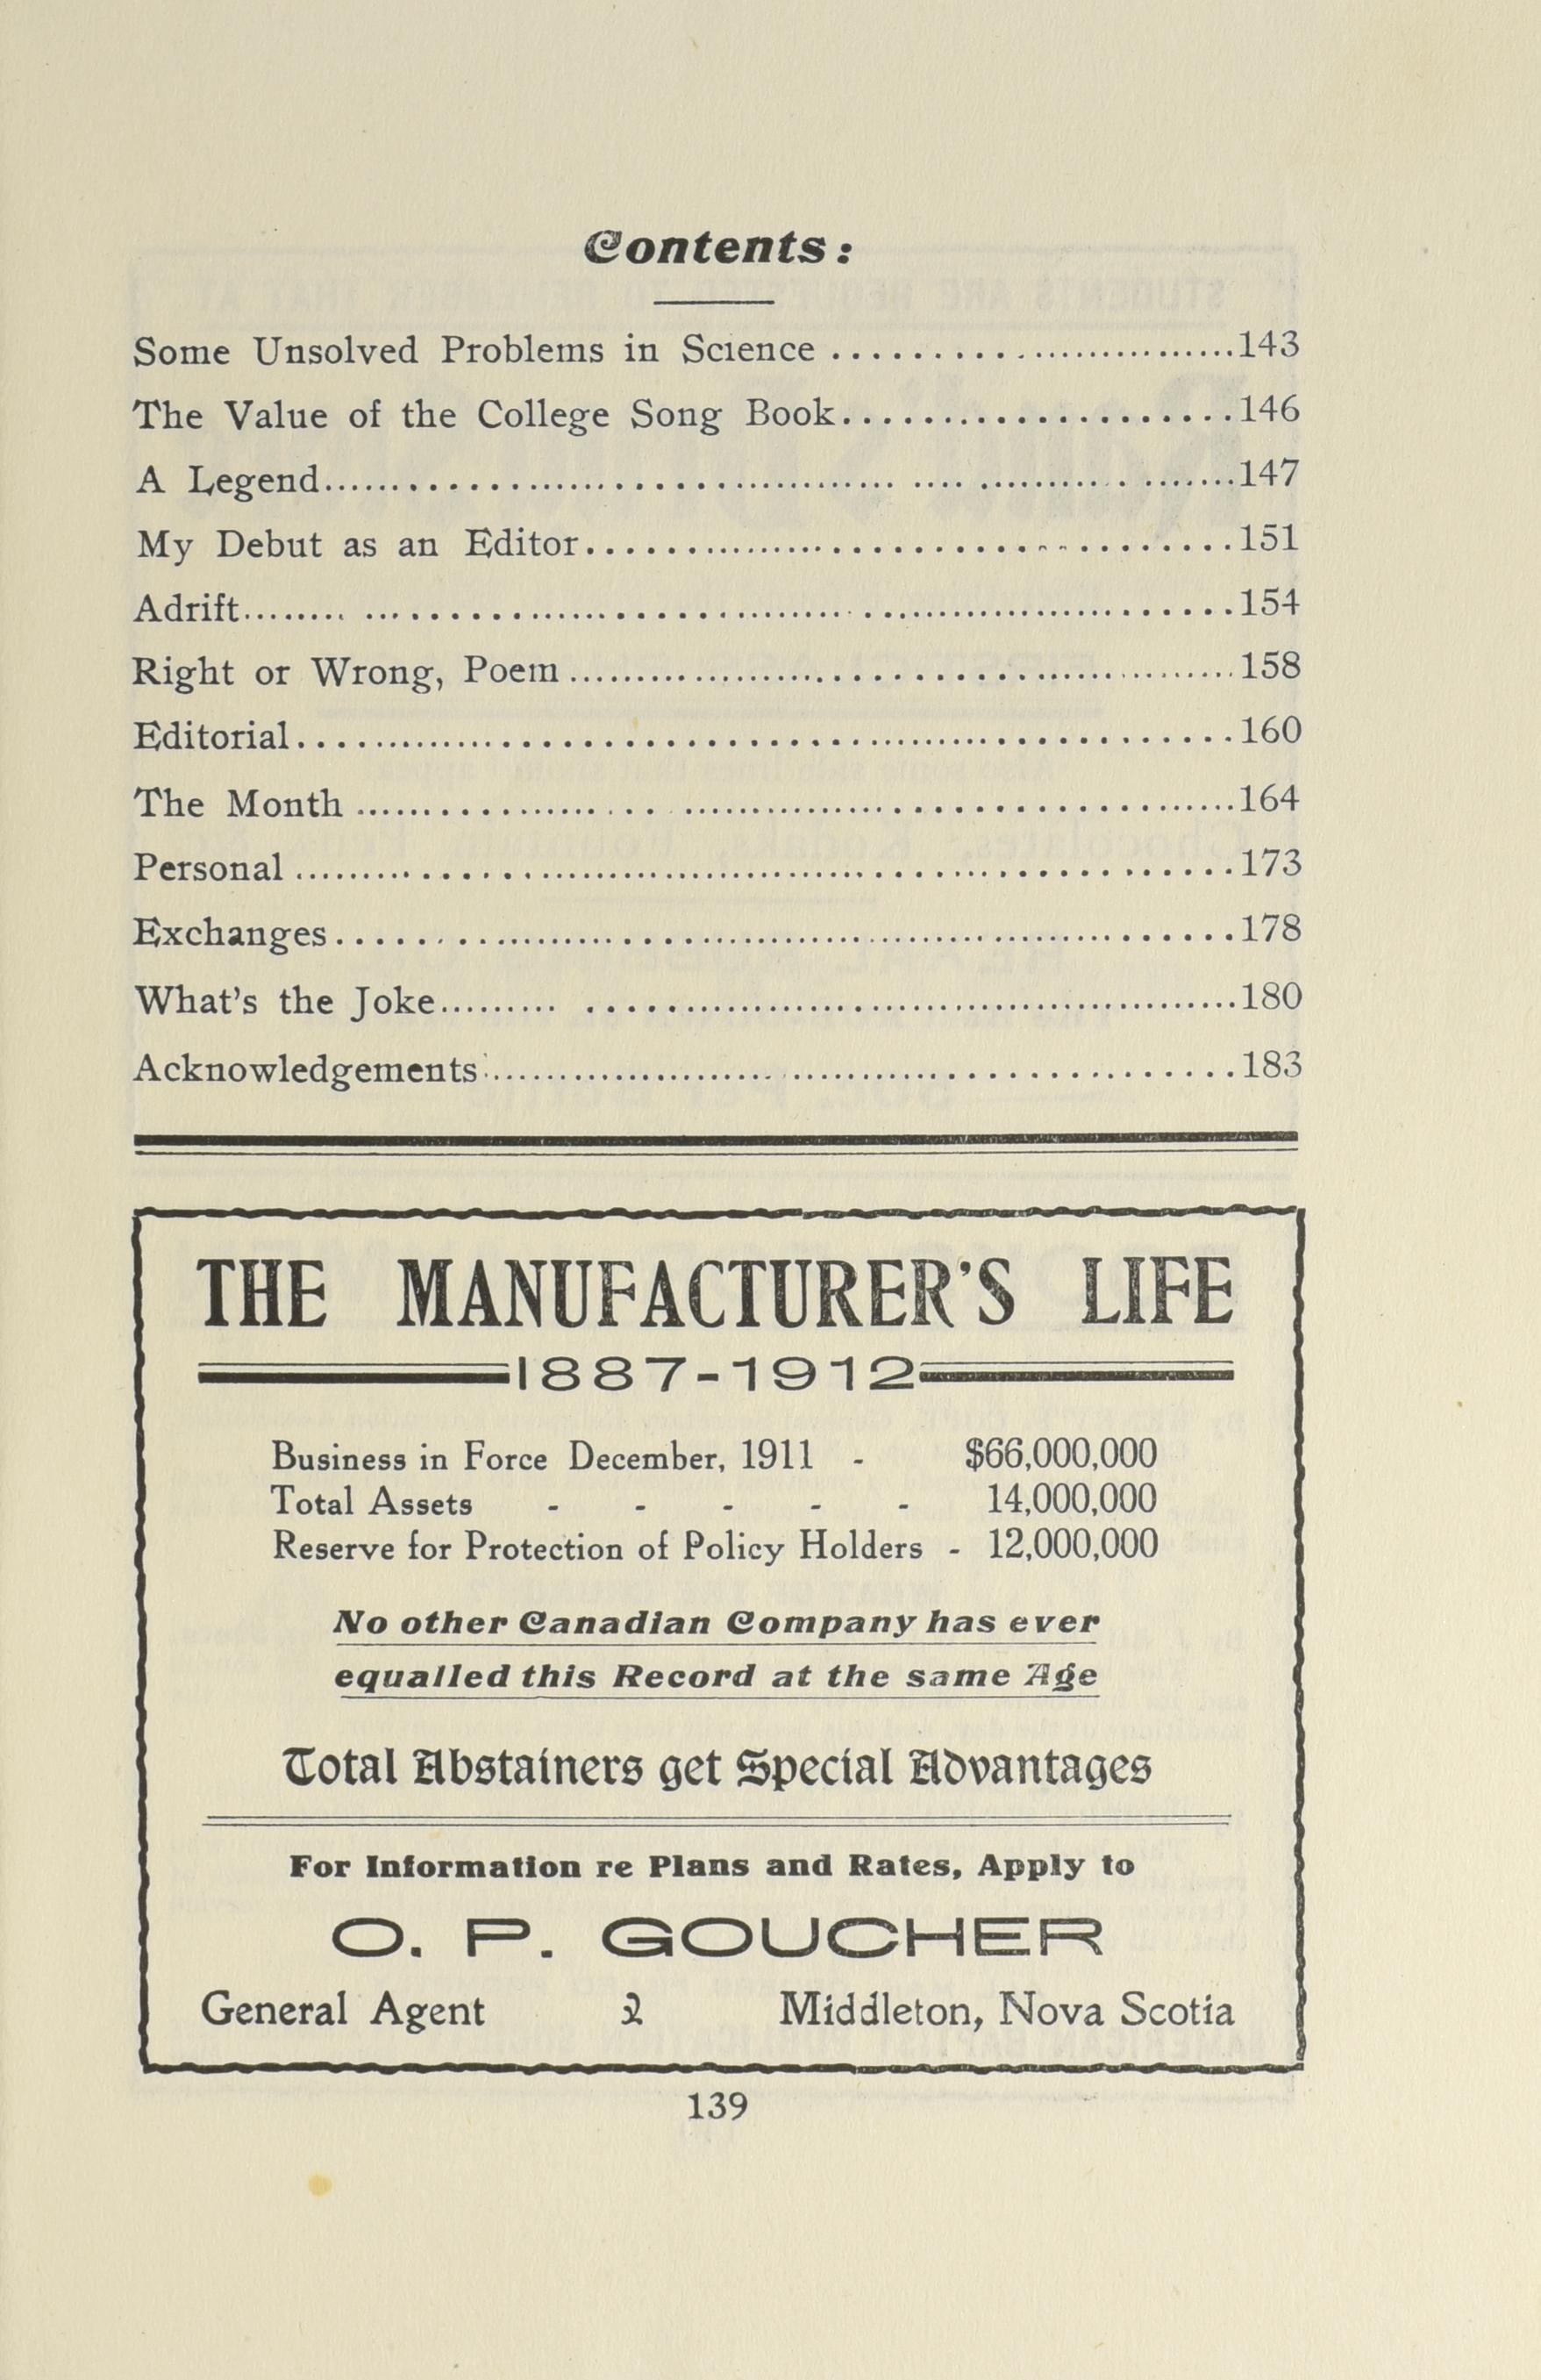 Contents:
Some Unsolved Problems in Science ........................143
The Value of the College Song Book....................146
A Legend........................................147
My Debut as an Editor..............................151
Adrift........................................154
Right or Wrong, Poem..............................158
Editorial........................................160
The Month........................................164
Personal........................................173
Exchanges........................................178
What's the Joke..............................180
Acknowledgements..............................183
THE MANUFACTURER'S LIFE
1887-1912
Business in Force December, 1911 - $66,000,000
Total Assets - - - - - 14,000,000
Reserve for Protection of Policy Holders - 12,000,000
No other Canadian Company has ever
equalled this Record at the same Age
Total Abstainers get Special Advantages
For Information re Plans and Rates, Apply to
O. P. GOUCHER
General Agent Middleton, Nova Scotia
139